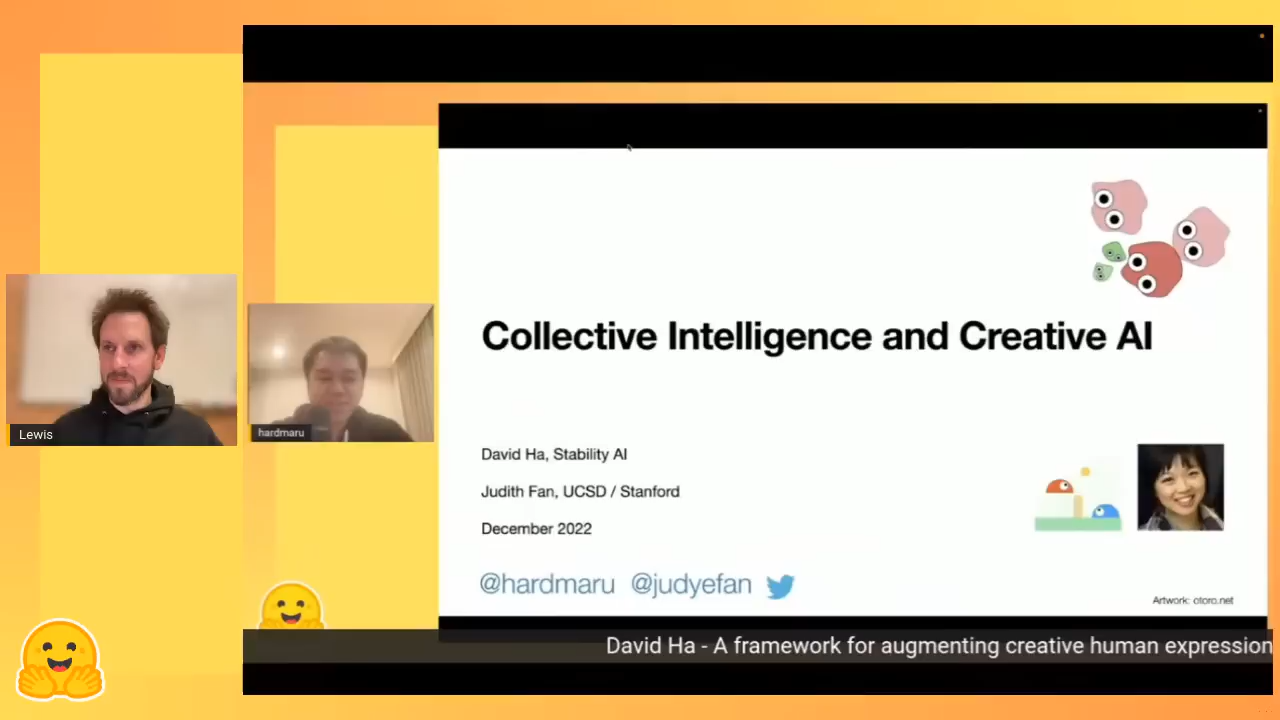 Collective Intelligence and Creative AI
Lewis
hardmaru
David Ha, Stability AI
Judith Fan, UCSD / Stanford
December 2022
@hardmaru @judyefan
Artwork: otoro.net
David Ha - A framework for augmenting creative human expression